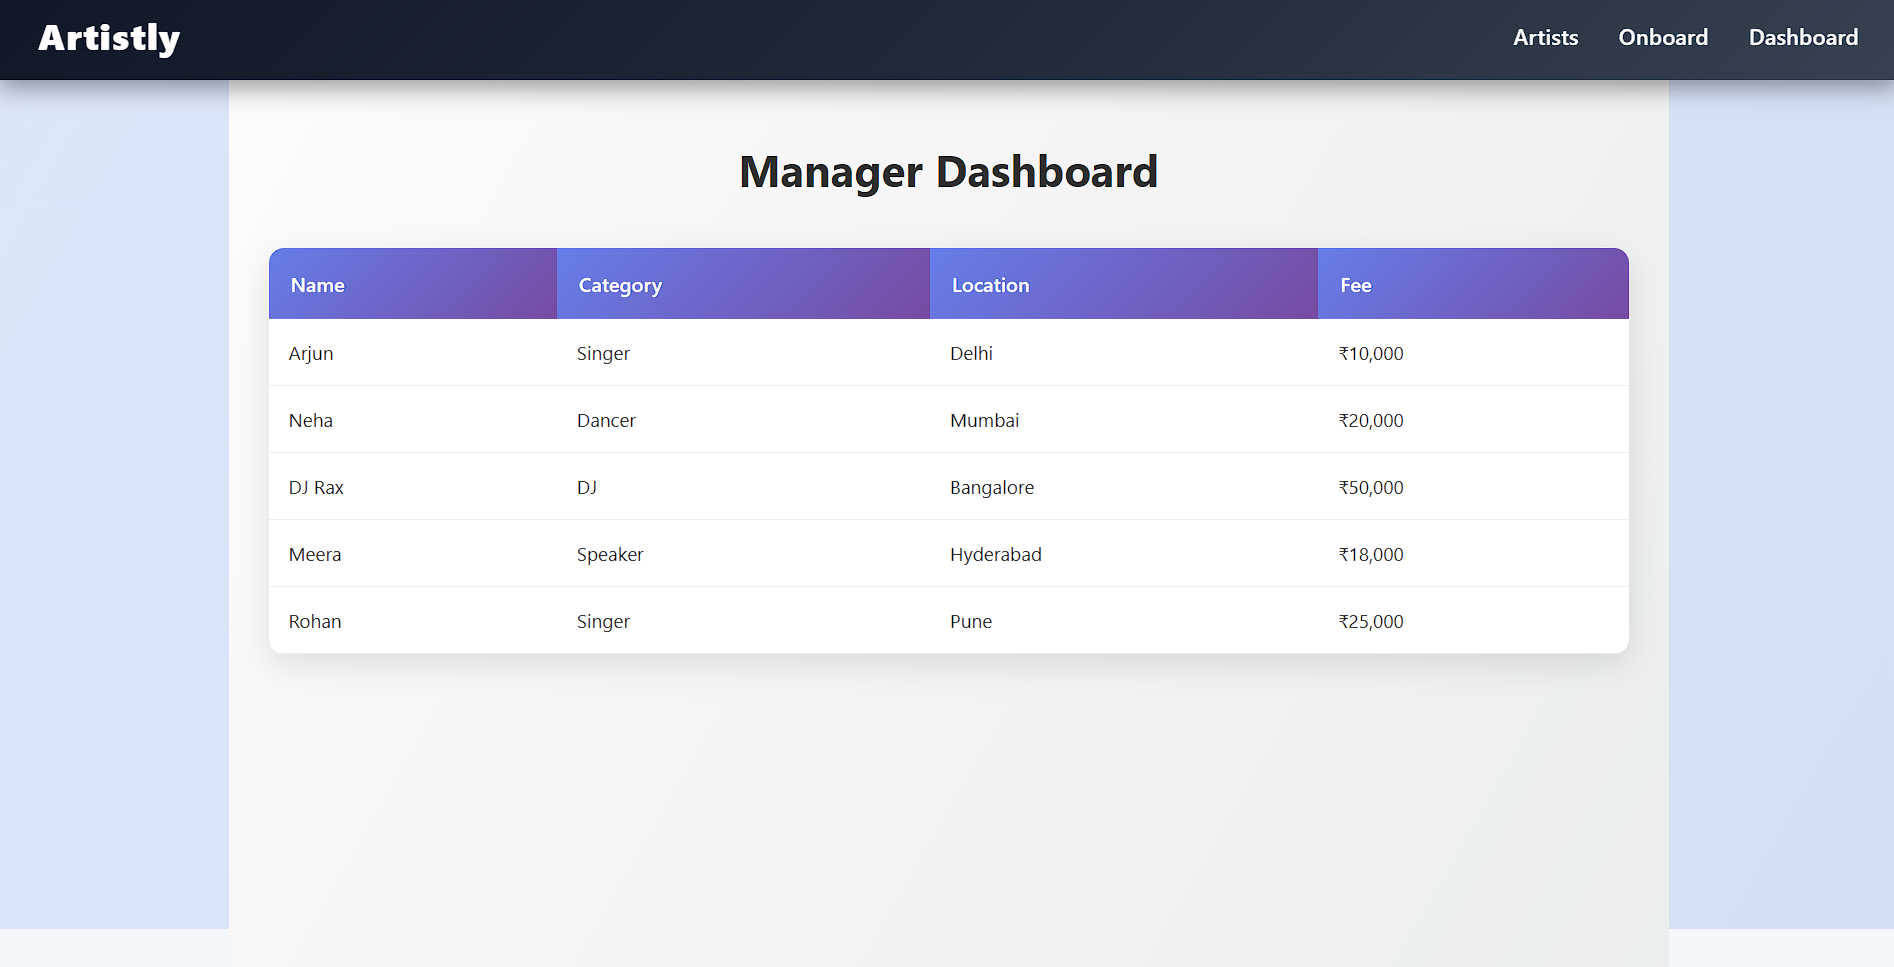 Artistly Artists Onboard Dashboard
Manager Dashboard
Name Category Location Fee
Arjun Singer Delhi ₹10,000
Neha Dancer Mumbai ₹20,000
DJ Rax DJ Bangalore ₹50,000
Meera Speaker Hyderabad ₹18,000
Rohan Singer Pune ₹25,000